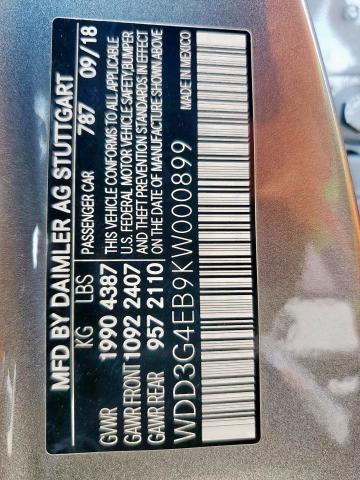 MFD BY DAIMLER AG STUTTGART
KG LBS PASSENGER CAR 787 09/18
GVWR 1990 4387 THIS VEHICLE CONFORMS TO ALL APPLICABLE
GAWR FRONT 1092 2407 U.S. FEDERAL MOTOR VEHICLE SAFETY,BUMPER
GAWR REAR 957 2110 AND THEFT PREVENTION STANDARDS IN EFFECT
ON THE DATE OF MANUFACTURE SHOWN ABOVE
WDD3G4EB9KW000899 MADE IN MEXICO